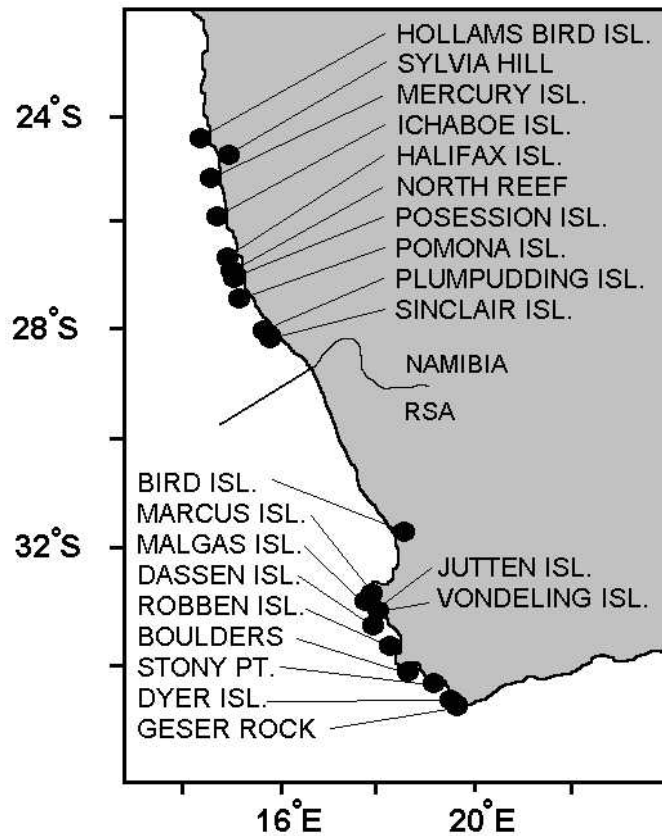 HOLLAMS BIRD ISL.
SYLVIA HILL
MERCURY ISL.
24°S
ICHABOE ISL.
HALIFAX ISL.
NORTH REEF
POSESSION ISL.
POMONA ISL.
PLUMPUDDING ISL.
SINCLAIR ISL.
28°S
NAMIBIA
RSA
BIRD ISL.
MARCUS ISL.
MALGAS ISL.
32°S
DASSEN ISL.
JUTTEN ISL.
ROBBEN ISL.
VONDELING ISL.
BOULDERS
STONY PT.
DYER ISL.
GESER ROCK
16°E
20°E